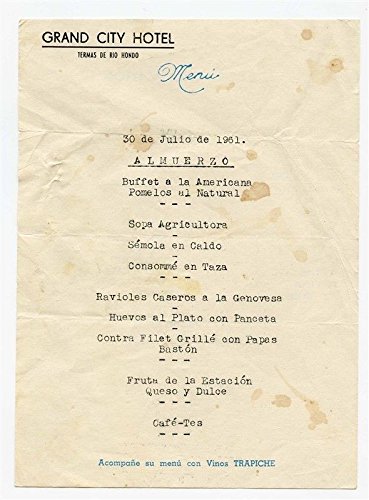 GRAND CITY HOTEL
TERMAS DE RIO HONDO
Menú
30 de Julio de 1961.
ALMUERZO
Buffet a la Americana
Pomelos al Natural
- - -
Sopa Agricultora
- -
Sémola en Caldo
- -
Consommé en Taza
- - -
Ravioles Caseros a la Genovesa
- -
Huevos al Plato con Panceta
- -
Contra Filet Grillé con Papas
Bastón
- - -
Fruta de la Estación
Queso y Dulce
- - -
Café-Tes
- - -
Acompañe su menú con Vinos TRAPICHE